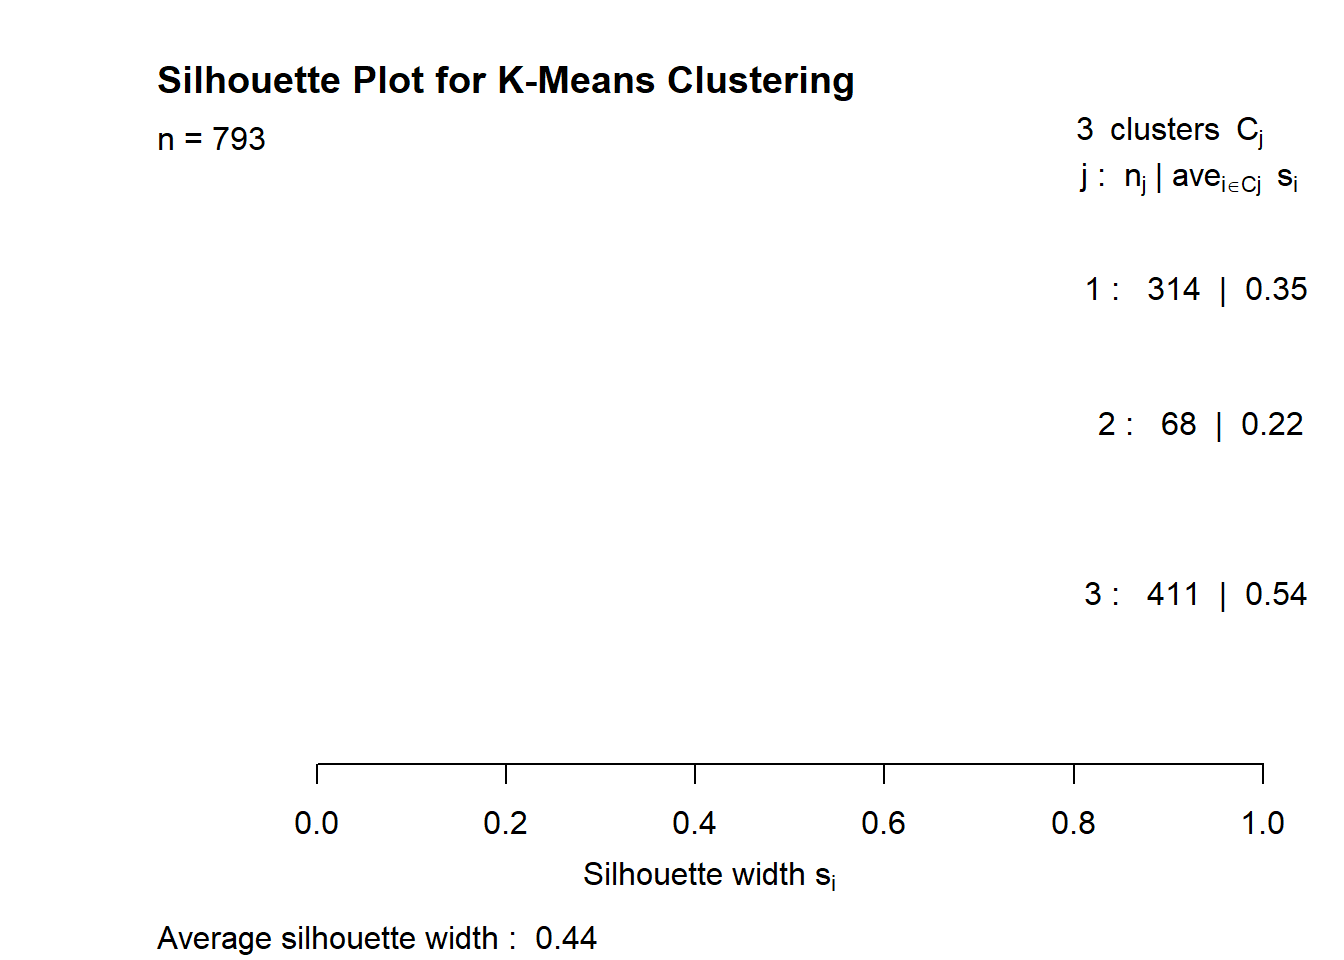 Silhouette Plot for K-Means Clustering
n = 793
3 clusters Cj
j : nj | avei∈Cj si
1 : 314 | 0.35
2 : 68 | 0.22
3 : 411 | 0.54
0.0 0.2 0.4 0.6 0.8 1.0
Silhouette width si
Average silhouette width : 0.44